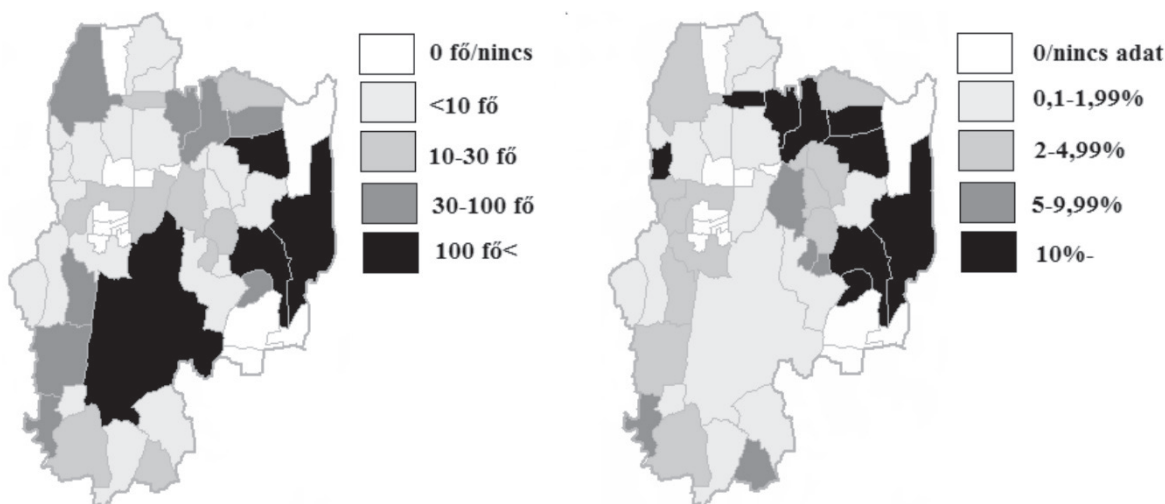 0 fő/nincs
<10 fő
10-30 fő
30-100 fő
100 fő<
0/nincs adat
0,1-1,99%
2-4,99%
5-9,99%
10%-